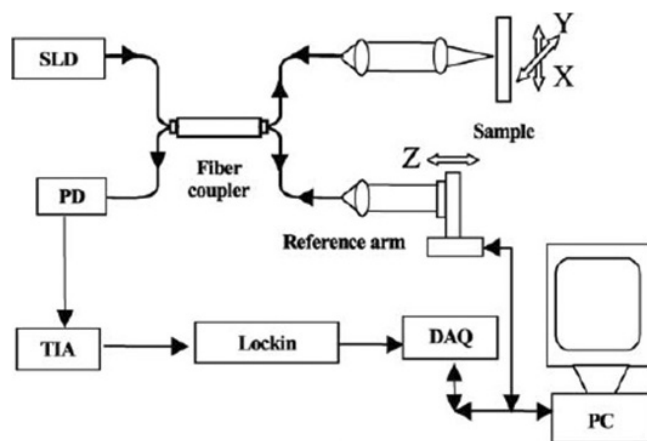 SLD
Y
X
Sample
Fiber
coupler
Z
PD
Reference arm
TIA
Lockin
DAQ
PC